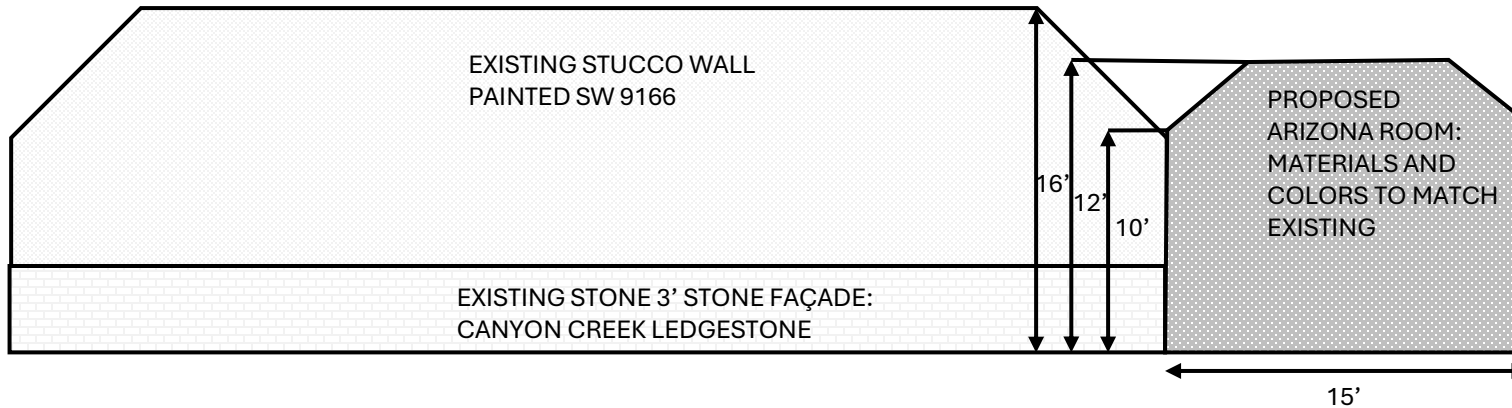 EXISTING STUCCO WALL
PAINTED SW 9166
PROPOSED
ARIZONA ROOM:
MATERIALS AND
COLORS TO MATCH
EXISTING
16’
12’
10’
EXISTING STONE 3’ STONE FAÇADE:
CANYON CREEK LEDGESTONE
15’